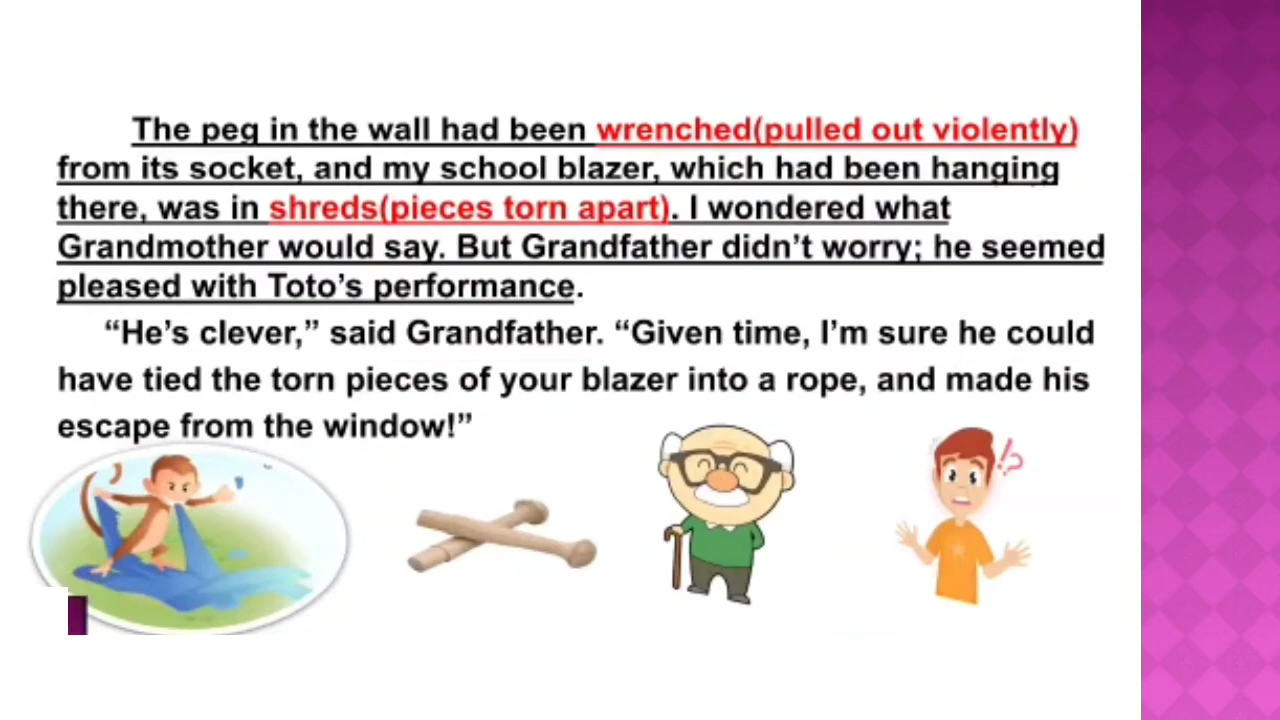 The peg in the wall had been wrenched(pulled out violently)
from its socket, and my school blazer, which had been hanging
there, was in shreds(pieces torn apart). I wondered what
Grandmother would say. But Grandfather didn’t worry; he seemed
pleased with Toto’s performance.
“He’s clever,” said Grandfather. “Given time, I’m sure he could
have tied the torn pieces of your blazer into a rope, and made his
escape from the window!”
!?